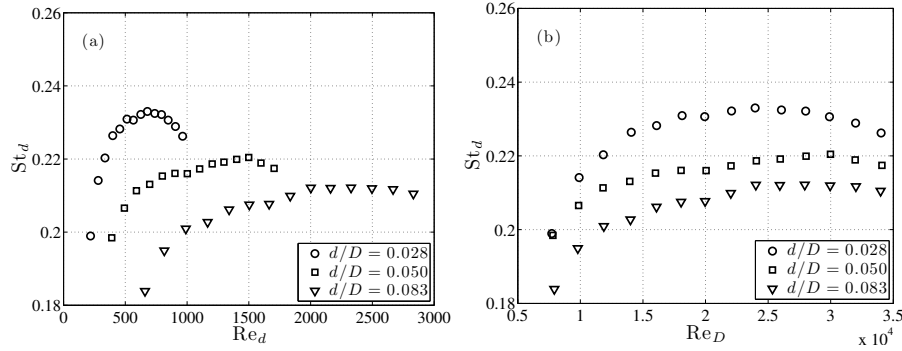 (a)
0.26
0.24
0.22
0.2
0.18
St_d
0 500 1000 1500 2000 2500 3000
Re_d
d/D = 0.028
d/D = 0.050
d/D = 0.083
(b)
0.26
0.24
0.22
0.2
0.18
St_d
0.5 1 1.5 2 2.5 3 3.5
x 10^4
Re_D
d/D = 0.028
d/D = 0.050
d/D = 0.083